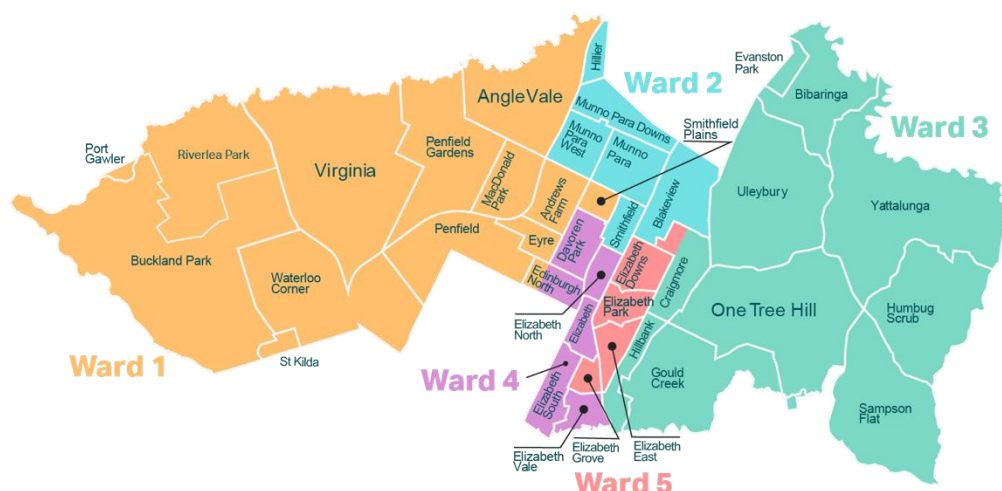 Evanston
Park
Hillier
Ward 2
Bibaringa
Angle Vale
Munno Para Downs
Smithfield
Plains
Ward 3
Port
Gawler
Riverlea Park
Penfield
Gardens
Munno
Para
West
Munno
Para
Virginia
MacDonald
Park
Andrews
Farm
Blakeview
Uleybury
Yattalunga
Smithfield
Penfield
Eyre
Davoren
Park
Buckland Park
Waterloo
Corner
Edinburgh
North
Elizabeth
Downs
Craigmore
Elizabeth
North
Elizabeth
Park
One Tree Hill
Humbug
Scrub
Elizabeth
Hillbank
St Kilda
Ward 1
Ward 4
Elizabeth
South
Gould
Creek
Sampson
Flat
Elizabeth
Vale
Elizabeth
Grove
Elizabeth
East
Ward 5